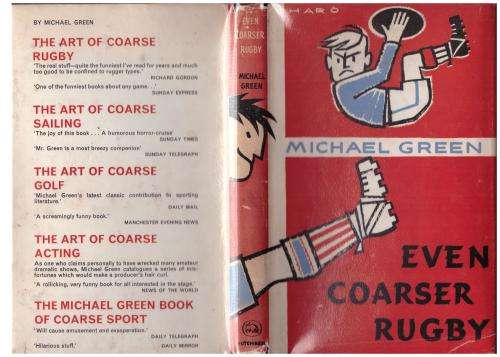 BY MICHAEL GREEN
THE ART OF COARSE
RUGBY
'The real stuff—quite the funniest I've read for years and much
too good to be confined to rugger types.'
RICHARD GORDON
'One of the funniest books about any game. . .'
SUNDAY EXPRESS
THE ART OF COARSE
SAILING
'The joy of this book . . . A humorous horror-cruise'
SUNDAY TIMES
'Mr. Green is a most breezy companion'
SUNDAY TELEGRAPH
THE ART OF COARSE
GOLF
'Michael Green's latest classic contribution to sporting
literature.'
DAILY MAIL
'A screamingly funny book.'
MANCHESTER EVENING NEWS
THE ART OF COARSE
ACTING
As one who claims personally to have wrecked many amateur
dramatic shows, Michael Green catalogues a series of mis-
fortunes which would make a producer's hair curl.
'A rollicking, very funny book for all interested in the stage.'
NEWS OF THE WORLD
THE MICHAEL GREEN BOOK
OF COARSE SPORT
'Will cause amusement and exasperation.'
DAILY TELEGRAPH
'Hilarious stuff.'
DAILY MIRROR
EVEN
COARSER
RUGBY
MICHAEL
GREEN
HUTCHINSON
HARO
MICHAEL GREEN
EVEN
COARSER
RUGBY